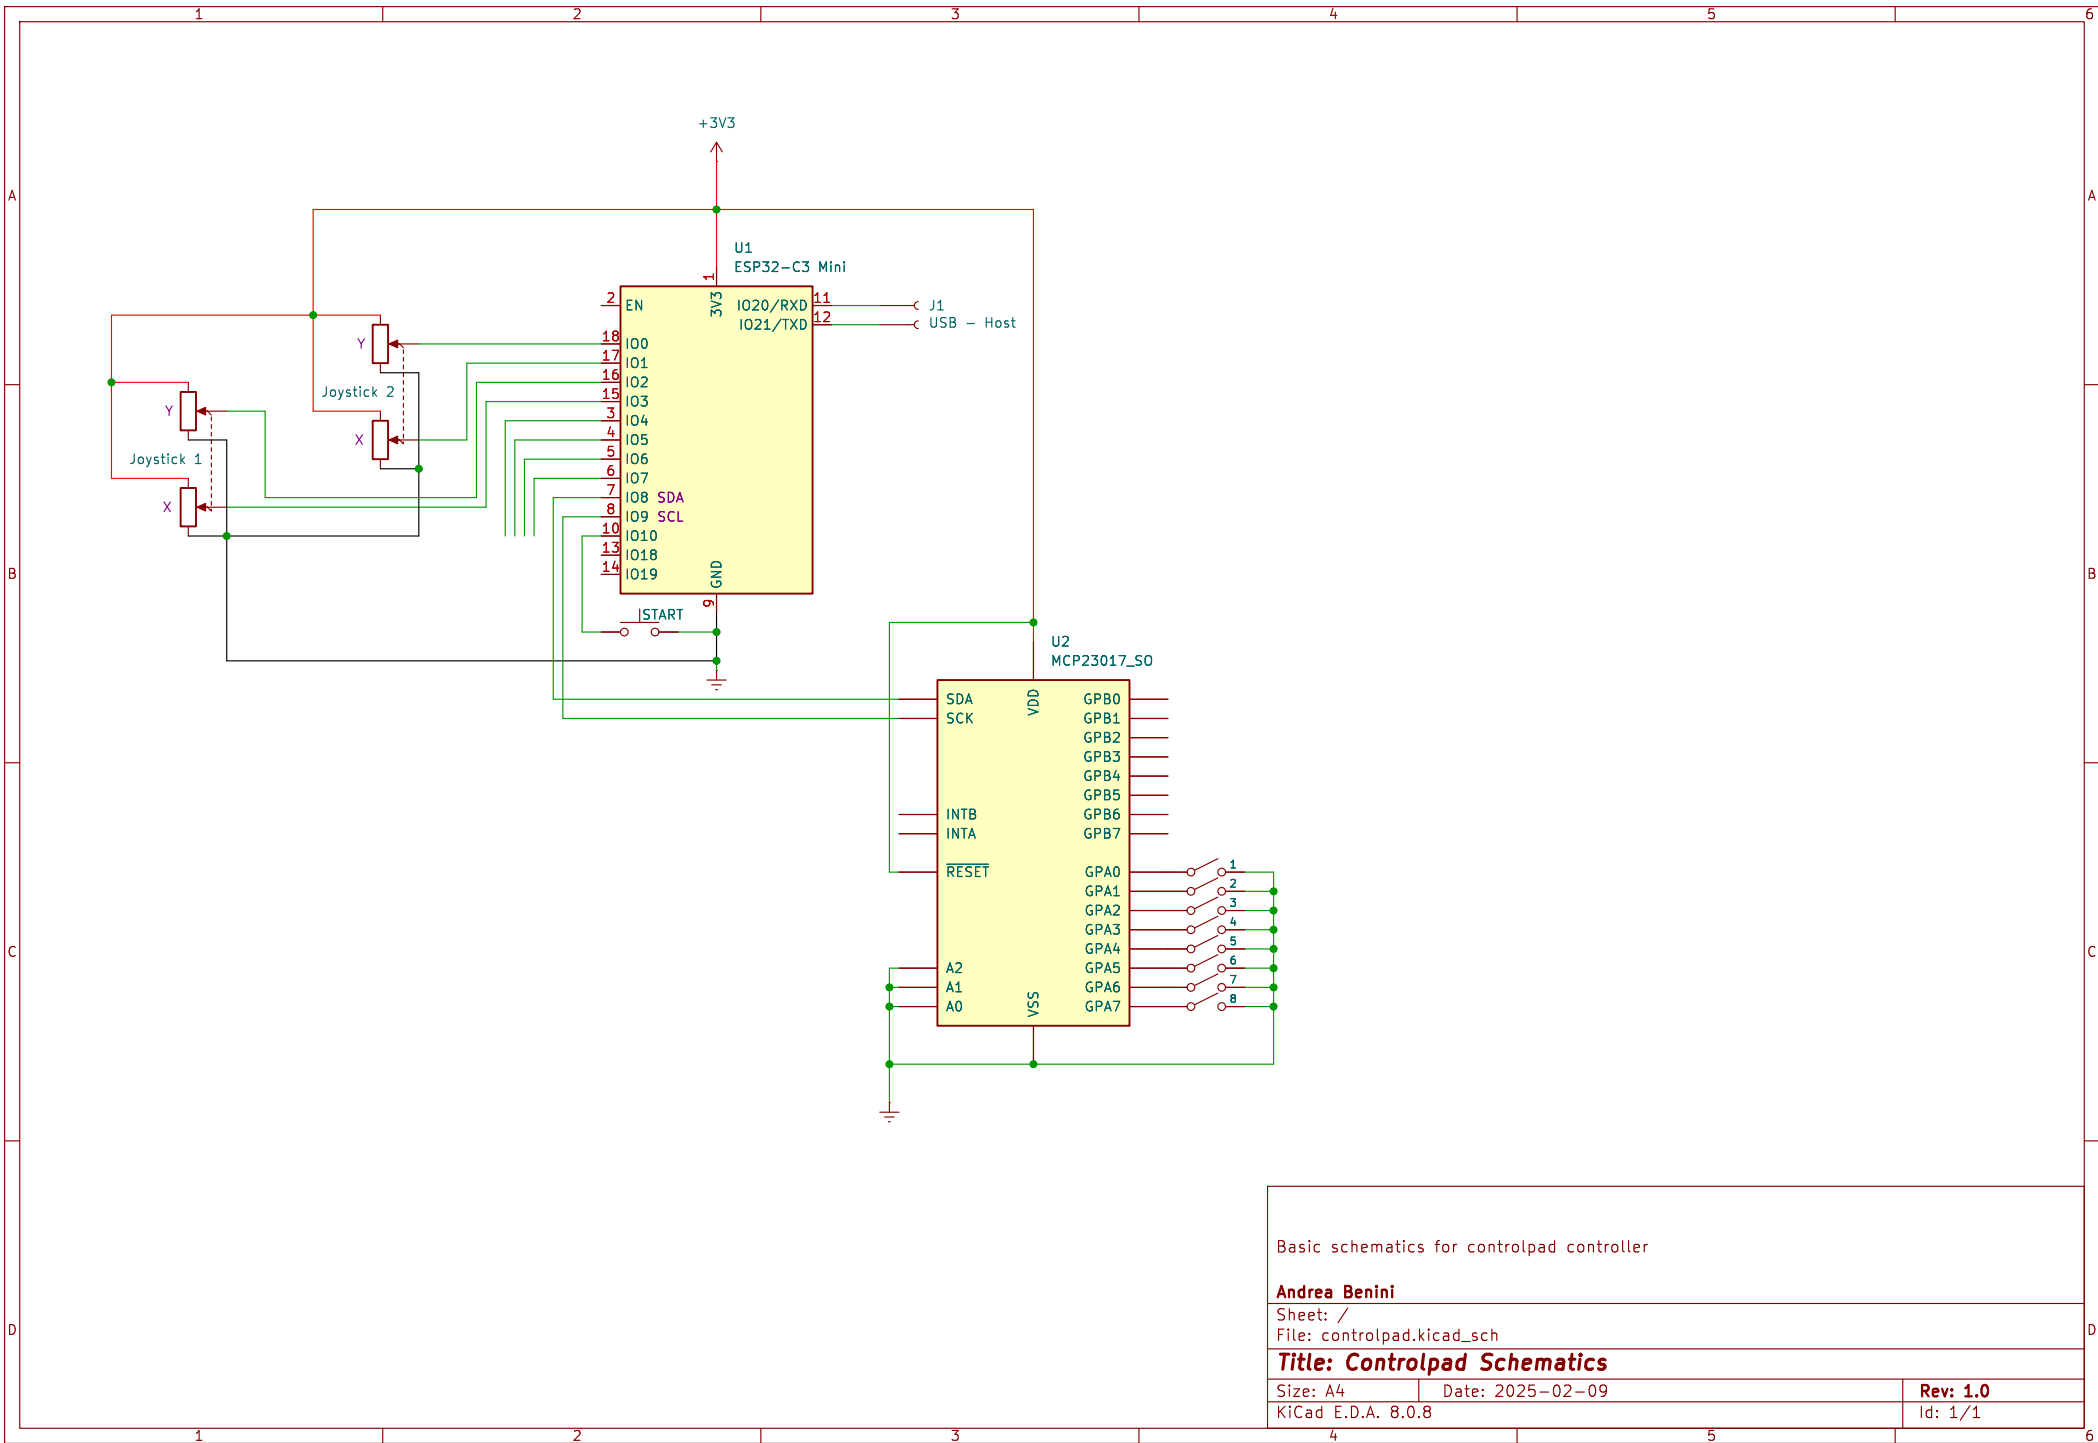 1 2 3 4 5 6
A A
B B
C C
D D
+3V3
U1
ESP32-C3 Mini
1
3V3
2 EN
18 IO0
17 IO1
16 IO2
15 IO3
3 IO4
4 IO5
5 IO6
6 IO7
7 IO8 SDA
8 IO9 SCL
10 IO10
13 IO18
14 IO19
GND
9
IO20/RXD 11
IO21/TXD 12
J1
USB - Host
Y
Joystick 2
X
Y
Joystick 1
X
START
U2
MCP23017_SO
SDA
SCK
INTB
INTA
RESET
A2
A1
A0
VDD
VSS
GPB0
GPB1
GPB2
GPB3
GPB4
GPB5
GPB6
GPB7
GPA0 1
GPA1 2
GPA2 3
GPA3 4
GPA4 5
GPA5 6
GPA6 7
GPA7 8
Basic schematics for controlpad controller
Andrea Benini
Sheet: /
File: controlpad.kicad_sch
Title: Controlpad Schematics
Size: A4 Date: 2025-02-09 Rev: 1.0
KiCad E.D.A. 8.0.8 Id: 1/1
1 2 3 4 5 6